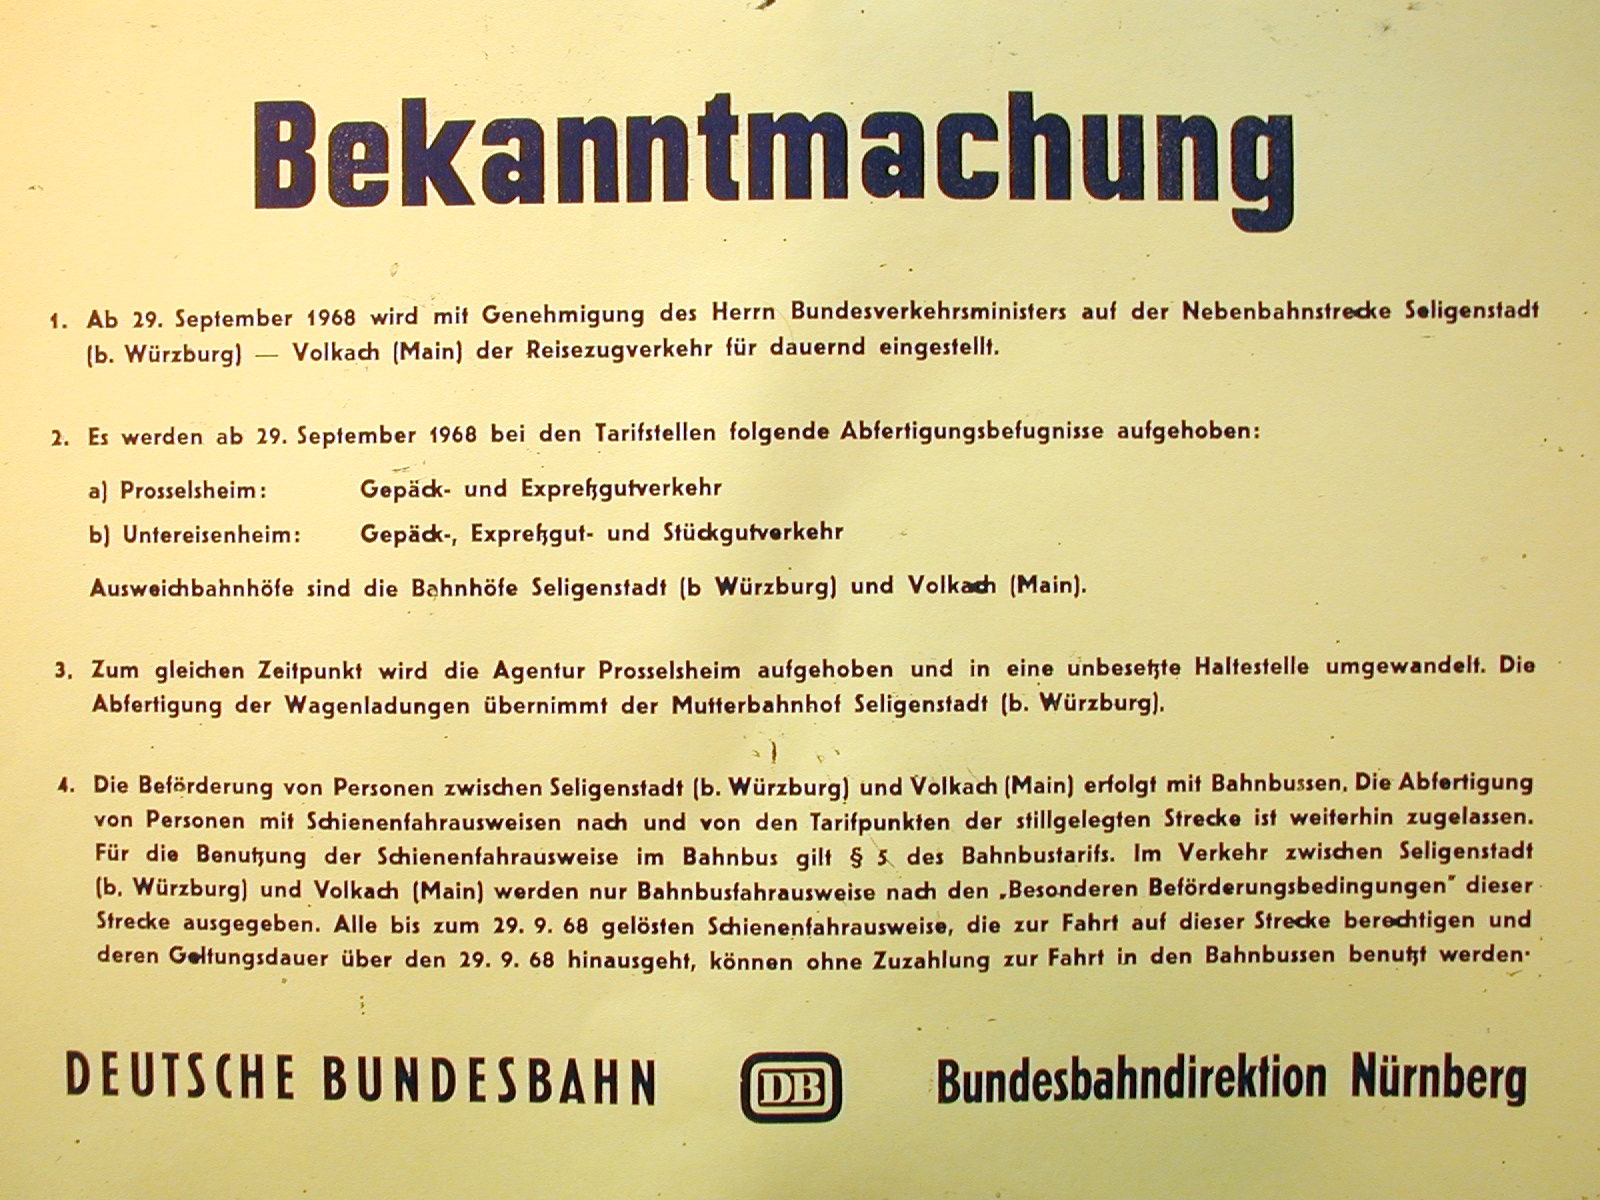 Bekanntmachung
1. Ab 29. September 1968 wird mit Genehmigung des Herrn Bundesverkehrsministers auf der Nebenbahnstrecke Seligenstadt
(b. Würzburg) — Volkach (Main) der Reisezugverkehr für dauernd eingestellt.
2. Es werden ab 29. September 1968 bei den Tarifstellen folgende Abfertigungsbefugnisse aufgehoben:
a) Prosselsheim: Gepäck- und Expreßgutverkehr
b) Untereisenheim: Gepäck-, Expreßgut- und Stückgutverkehr
Ausweichbahnhöfe sind die Bahnhöfe Seligenstadt (b Würzburg) und Volkach (Main).
3. Zum gleichen Zeitpunkt wird die Agentur Prosselsheim aufgehoben und in eine unbesetzte Haltestelle umgewandelt. Die
Abfertigung der Wagenladungen übernimmt der Mutterbahnhof Seligenstadt (b. Würzburg).
4. Die Beförderung von Personen zwischen Seligenstadt (b. Würzburg) und Volkach (Main) erfolgt mit Bahnbussen. Die Abfertigung
von Personen mit Schienenfahrausweisen nach und von den Tarifpunkten der stillgelegten Strecke ist weiterhin zugelassen.
Für die Benutzung der Schienenfahrausweise im Bahnbus gilt § 5 des Bahnbustarifs. Im Verkehr zwischen Seligenstadt
(b. Würzburg) und Volkach (Main) werden nur Bahnbusfahrausweise nach den „Besonderen Beförderungsbedingungen" dieser
Strecke ausgegeben. Alle bis zum 29. 9. 68 gelösten Schienenfahrausweise, die zur Fahrt auf dieser Strecke berechtigen und
deren Geltungsdauer über den 29. 9. 68 hinausgeht, können ohne Zuzahlung zur Fahrt in den Bahnbussen benutzt werden.
DEUTSCHE BUNDESBAHN DB Bundesbahndirektion Nürnberg